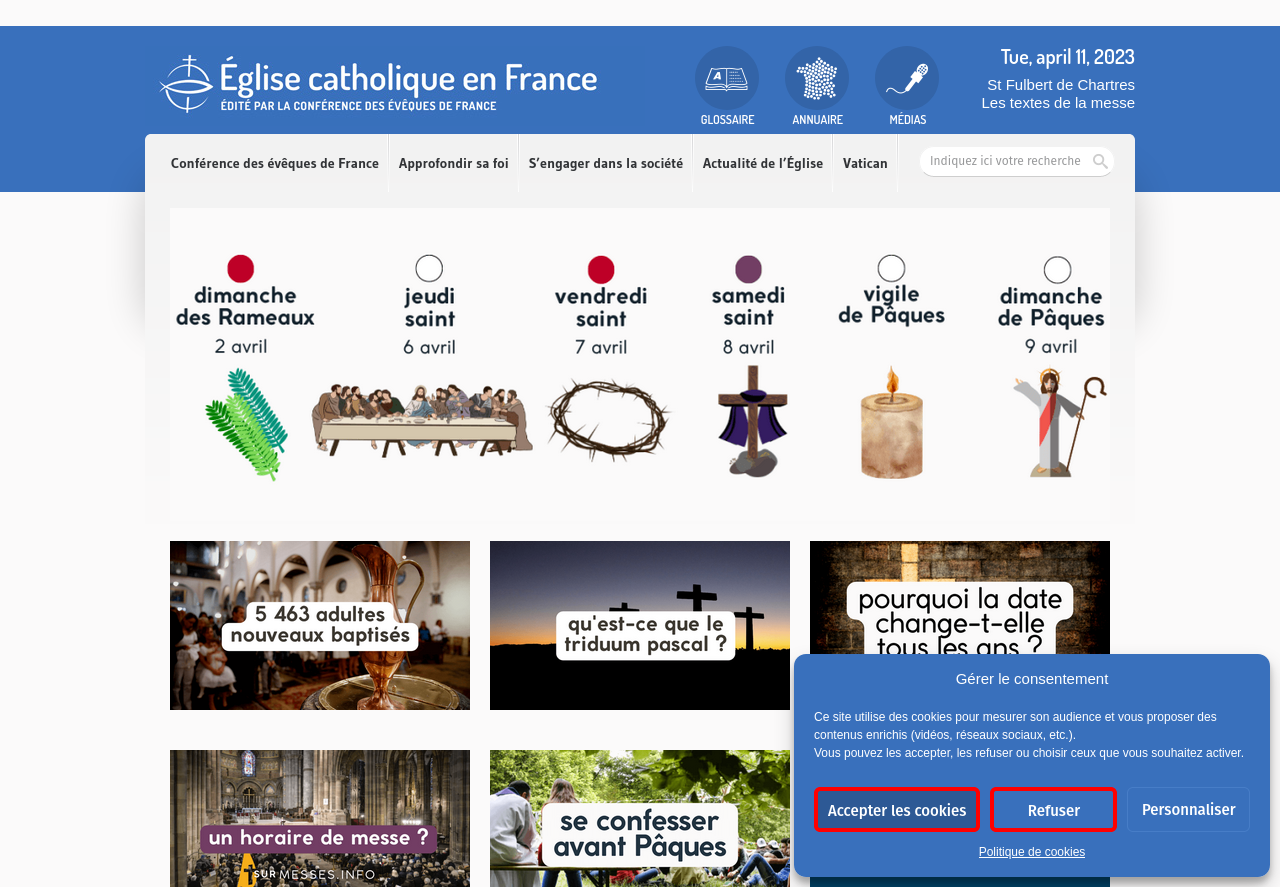 Église catholique en France
ÉDITÉ PAR LA CONFÉRENCE DES ÉVÊQUES DE FRANCE
GLOSSAIRE
ANNUAIRE
MÉDIAS
Tue, april 11, 2023
St Fulbert de Chartres
Les textes de la messe
Conférence des évêques de France
Approfondir sa foi
S’engager dans la société
Actualité de l’Église
Vatican
Indiquez ici votre recherche
dimanche
des Rameaux
2 avril
jeudi
saint
6 avril
vendredi
saint
7 avril
samedi
saint
8 avril
vigile
de Pâques
dimanche
de Pâques
9 avril
5 463 adultes
nouveaux baptisés
qu'est-ce que le
triduum pascal ?
pourquoi la date
change-t-elle
tous les ans ?
un horaire de messe ?
SUR MESSES.INFO
se confesser
avant Pâques
Gérer le consentement
Ce site utilise des cookies pour mesurer son audience et vous proposer des
contenus enrichis (vidéos, réseaux sociaux, etc.).
Vous pouvez les accepter, les refuser ou choisir ceux que vous souhaitez activer.
Accepter les cookies
Refuser
Personnaliser
Politique de cookies